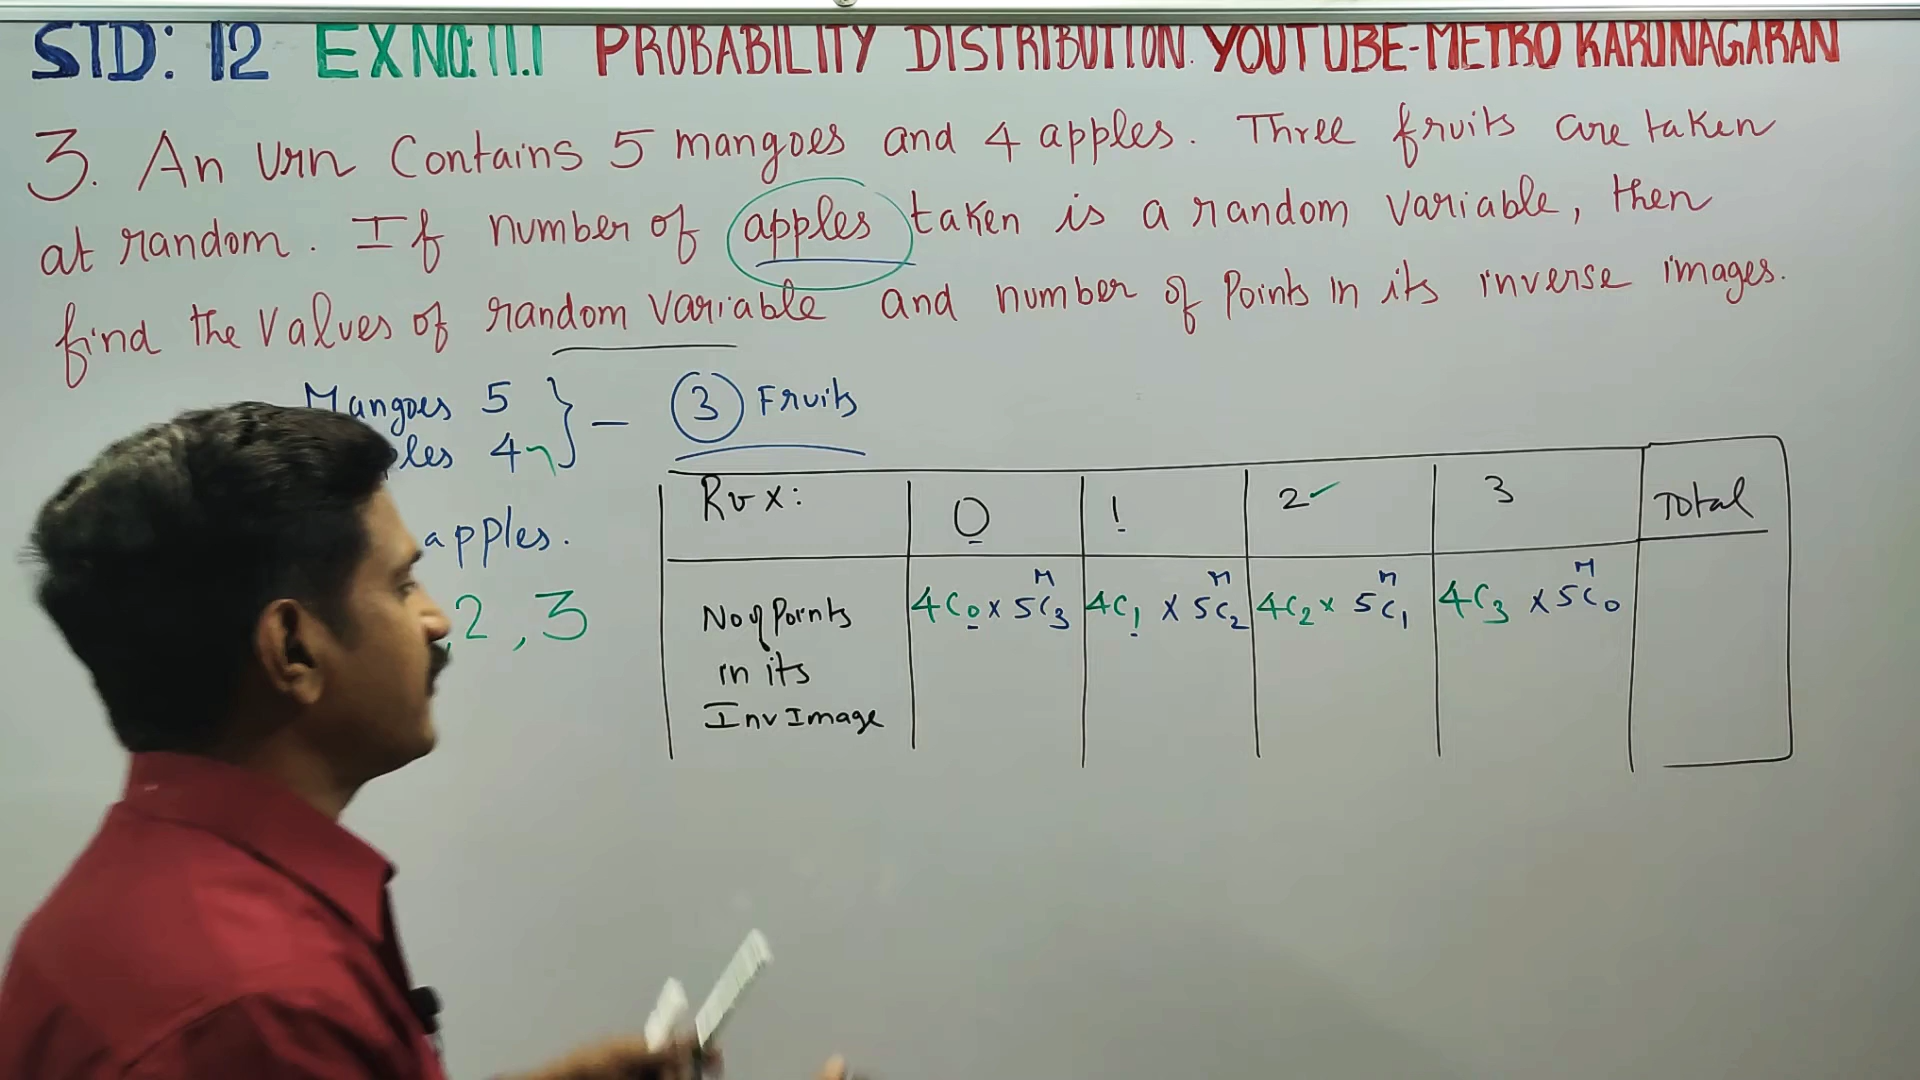 STD: 12 EX NO: 11.1 PROBABILITY DISTRIBUTION. YOUTUBE-METRO KARUNAGARAN
3. An Urn Contains 5 mangoes and 4 apples. Three fruits are taken
at random. If number of apples taken is a random variable, then
find the values of random variable and number of Points in its inverse images.
Mangoes 5
les 4
} – 3 Fruits
apples.
, 2, 3
Rv X: 0 1 2 ✓ 3 Total
No of Points in its Inv Image 4C0 x 5C3 4C1 x 5C2 4C2 x 5C1 4C3 x 5C0
M M M M